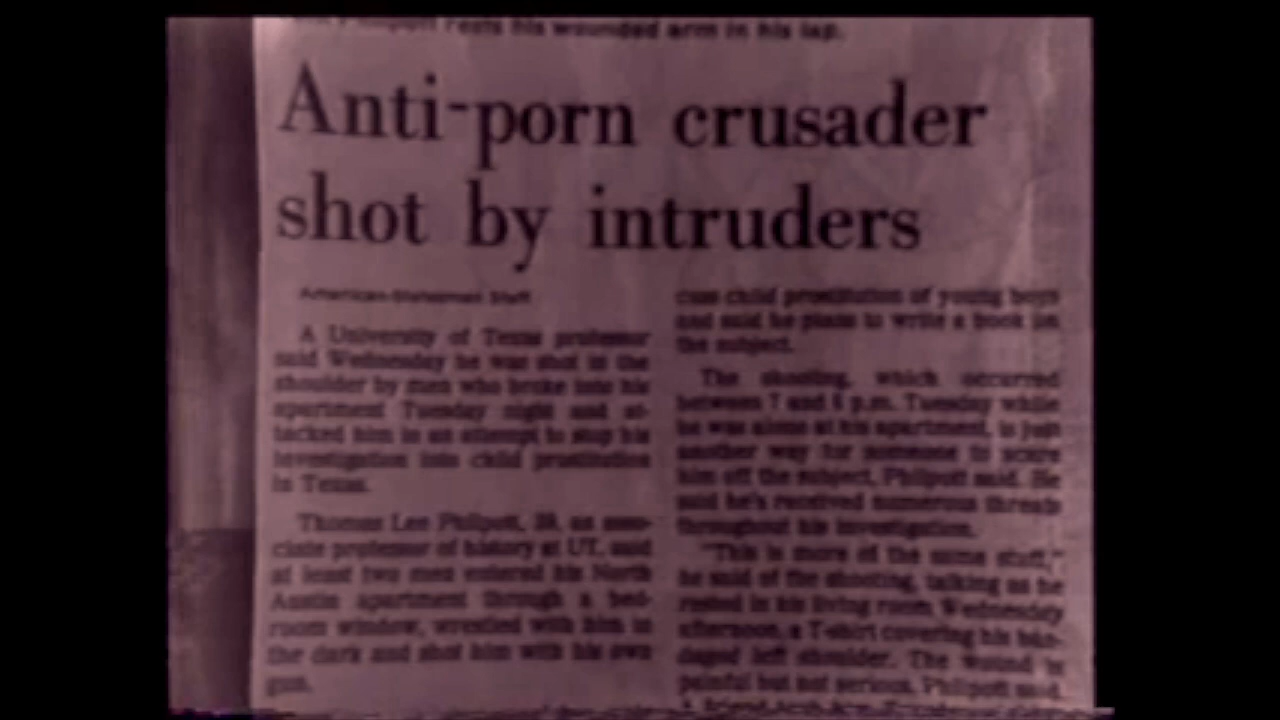 Philpott rests his wounded arm in his lap.
Anti-porn crusader
shot by intruders
American-Statesman Staff
A University of Texas professor
said Wednesday he was shot in the
shoulder by men who broke into his
apartment Tuesday night and at-
tacked him in an attempt to stop his
investigation into child prostitution
in Texas.
Thomas Lee Philpott, an asso-
ciate professor of history at UT, said
at least two men entered his North
Austin apartment through a bed-
room window, wrestled with him in
the dark and shot him with his own
gun.
child prostitution of young boys
and said he plans to write a book on
the subject.
The shooting, which occurred
between 7 and 8 p.m. Tuesday while
he was alone at his apartment, is just
another way for someone to scare
him off the subject, Philpott said. He
said he's received numerous threats
throughout his investigation.
"This is more of the same stuff,"
he said of the shooting, talking as he
rested in his living room Wednesday
afternoon, a T-shirt covering his ban-
daged left shoulder. The wound is
painful but not serious, Philpott said.
A friend